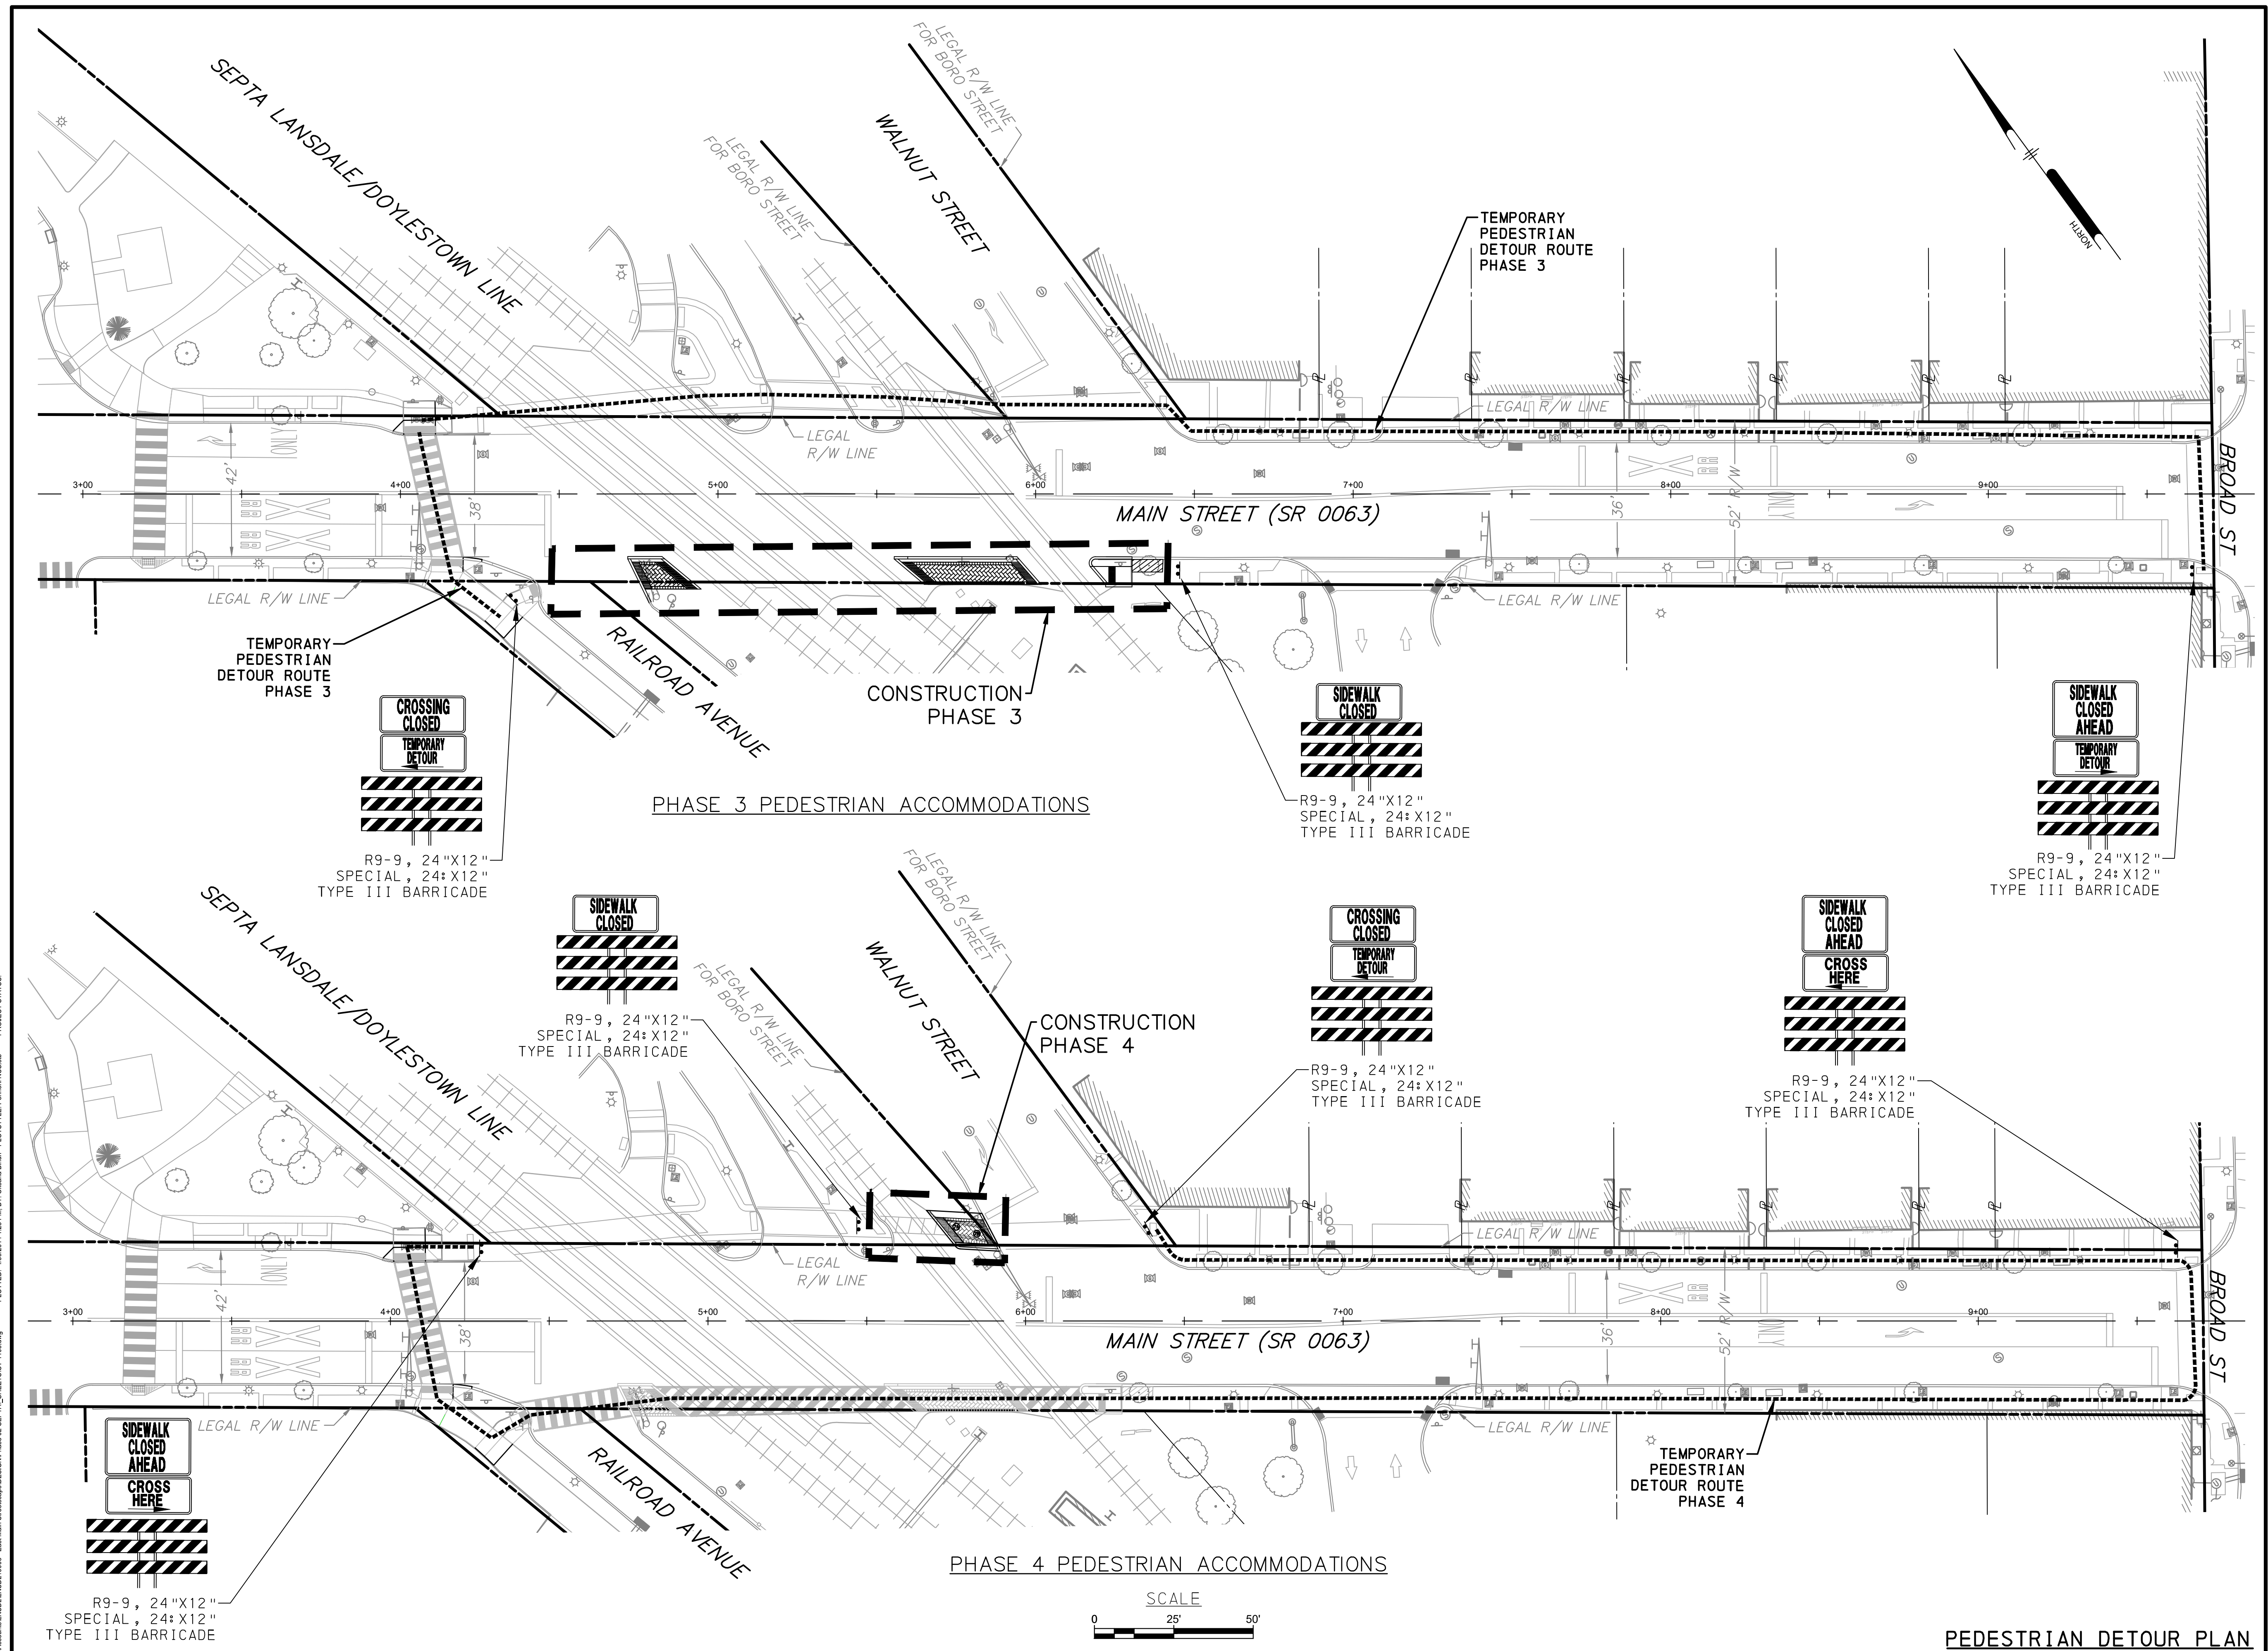 SEPTA LANSDALE/DOYLESTOWN LINE
LEGAL R/W LINE
FOR BORO STREET
WALNUT STREET
LEGAL R/W LINE
FOR BORO STREET
NORTH
TEMPORARY
PEDESTRIAN
DETOUR ROUTE
PHASE 3
LEGAL R/W LINE
LEGAL
R/W LINE
ONLY
42'
38'
36'
52' R/W
ONLY
BROAD ST
3+00
4+00
5+00
6+00
7+00
8+00
9+00
MAIN STREET (SR 0063)
LEGAL R/W LINE
LEGAL R/W LINE
TEMPORARY
PEDESTRIAN
DETOUR ROUTE
PHASE 3
RAILROAD AVENUE
CONSTRUCTION
PHASE 3
CROSSING
CLOSED
TEMPORARY
DETOUR
R9-9, 24"X12"
SPECIAL, 24"X12"
TYPE III BARRICADE
SIDEWALK
CLOSED
R9-9, 24"X12"
SPECIAL, 24"X12"
TYPE III BARRICADE
SIDEWALK
CLOSED
AHEAD
TEMPORARY
DETOUR
R9-9, 24"X12"
SPECIAL, 24"X12"
TYPE III BARRICADE
PHASE 3 PEDESTRIAN ACCOMMODATIONS
SEPTA LANSDALE/DOYLESTOWN LINE
SIDEWALK
CLOSED
R9-9, 24"X12"
SPECIAL, 24"X12"
TYPE III BARRICADE
LEGAL R/W LINE
FOR BORO STREET
WALNUT STREET
LEGAL R/W LINE
FOR BORO STREET
CONSTRUCTION
PHASE 4
CROSSING
CLOSED
TEMPORARY
DETOUR
R9-9, 24"X12"
SPECIAL, 24"X12"
TYPE III BARRICADE
SIDEWALK
CLOSED
AHEAD
CROSS
HERE
R9-9, 24"X12"
SPECIAL, 24"X12"
TYPE III BARRICADE
LEGAL R/W LINE
LEGAL
R/W LINE
ONLY
42'
38'
36'
52' R/W
ONLY
BROAD ST
3+00
4+00
5+00
6+00
7+00
8+00
9+00
MAIN STREET (SR 0063)
LEGAL R/W LINE
LEGAL R/W LINE
RAILROAD AVENUE
TEMPORARY
PEDESTRIAN
DETOUR ROUTE
PHASE 4
SIDEWALK
CLOSED
AHEAD
CROSS
HERE
R9-9, 24"X12"
SPECIAL, 24"X12"
TYPE III BARRICADE
PHASE 4 PEDESTRIAN ACCOMMODATIONS
SCALE
0 25' 50'
PEDESTRIAN DETOUR PLAN